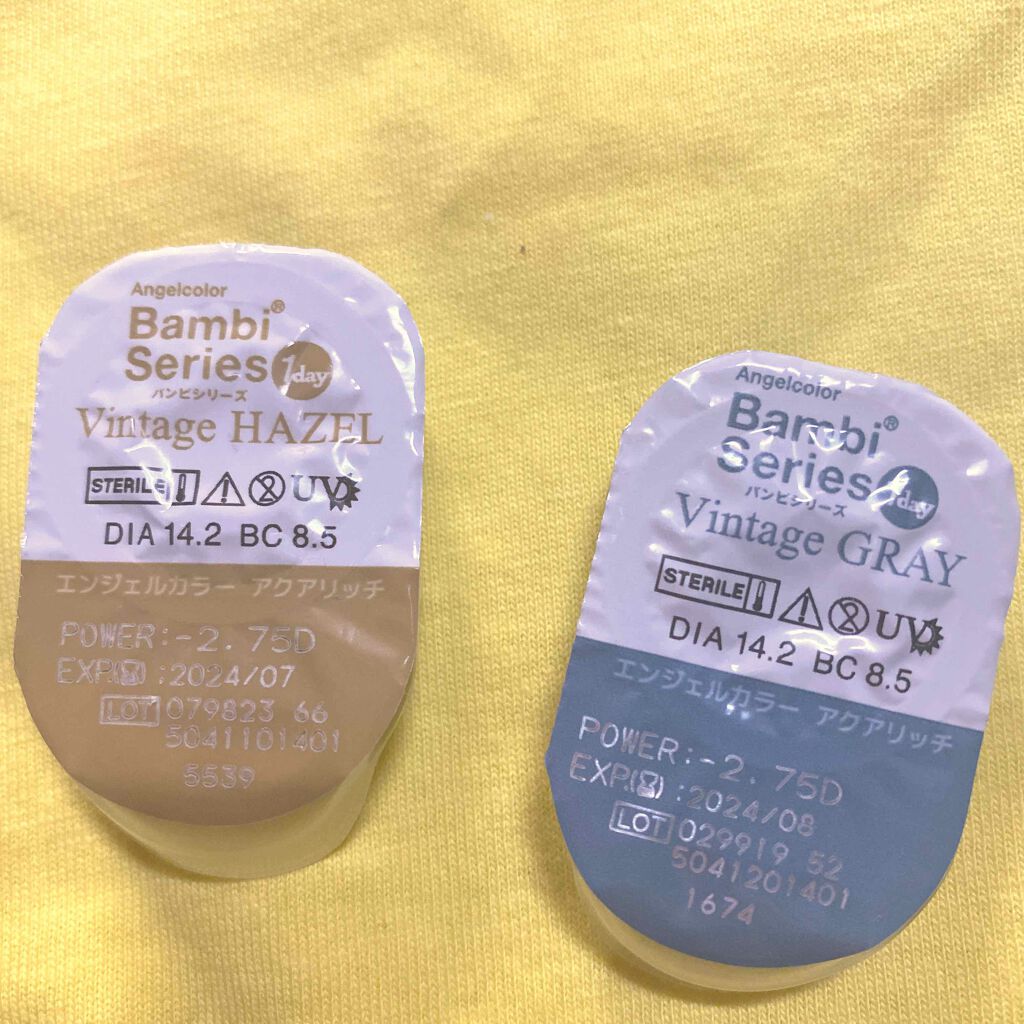 Angelcolor
Bambi®
Series 1day
バンビシリーズ
Vintage HAZEL
STERILE UV
DIA 14.2 BC 8.5
エンジェルカラー アクアリッチ
POWER:-2.75D
EXP.(⌛):2024/07
LOT 079823 66
5041101401
5539
Angelcolor
Bambi®
Series 1day
バンビシリーズ
Vintage GRAY
STERILE UV
DIA 14.2 BC 8.5
エンジェルカラー アクアリッチ
POWER:-2.75D
EXP.(⌛):2024/08
LOT 029919 52
5041201401
1674